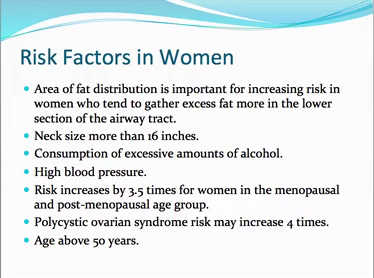 Risk Factors in Women
Area of fat distribution is important for increasing risk in
women who tend to gather excess fat more in the lower
section of the airway tract.
Neck size more than 16 inches.
Consumption of excessive amounts of alcohol.
High blood pressure.
Risk increases by 3.5 times for women in the menopausal
and post-menopausal age group.
Polycystic ovarian syndrome risk may increase 4 times.
Age above 50 years.